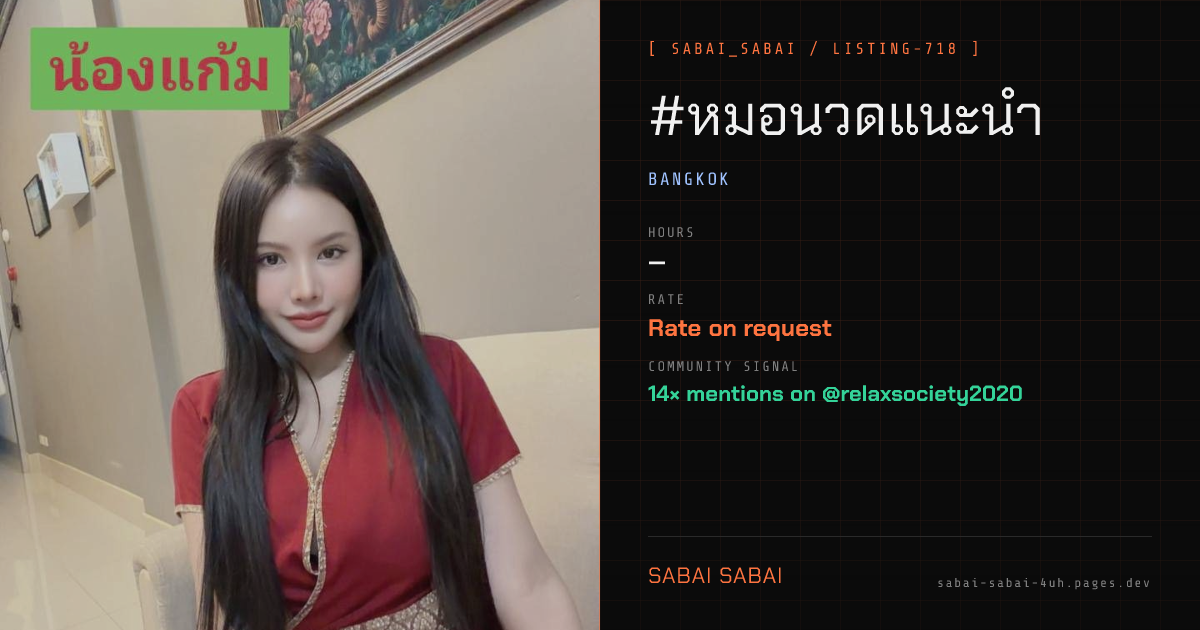 น้องแก้ม
[ SABAI_SABAI / LISTING-718 ]
#หมอนวดแนะนำ
BANGKOK
HOURS
—
RATE
Rate on request
COMMUNITY SIGNAL
14× mentions on @relaxsociety2020
SABAI SABAI
sabai-sabai-4uh.pages.dev